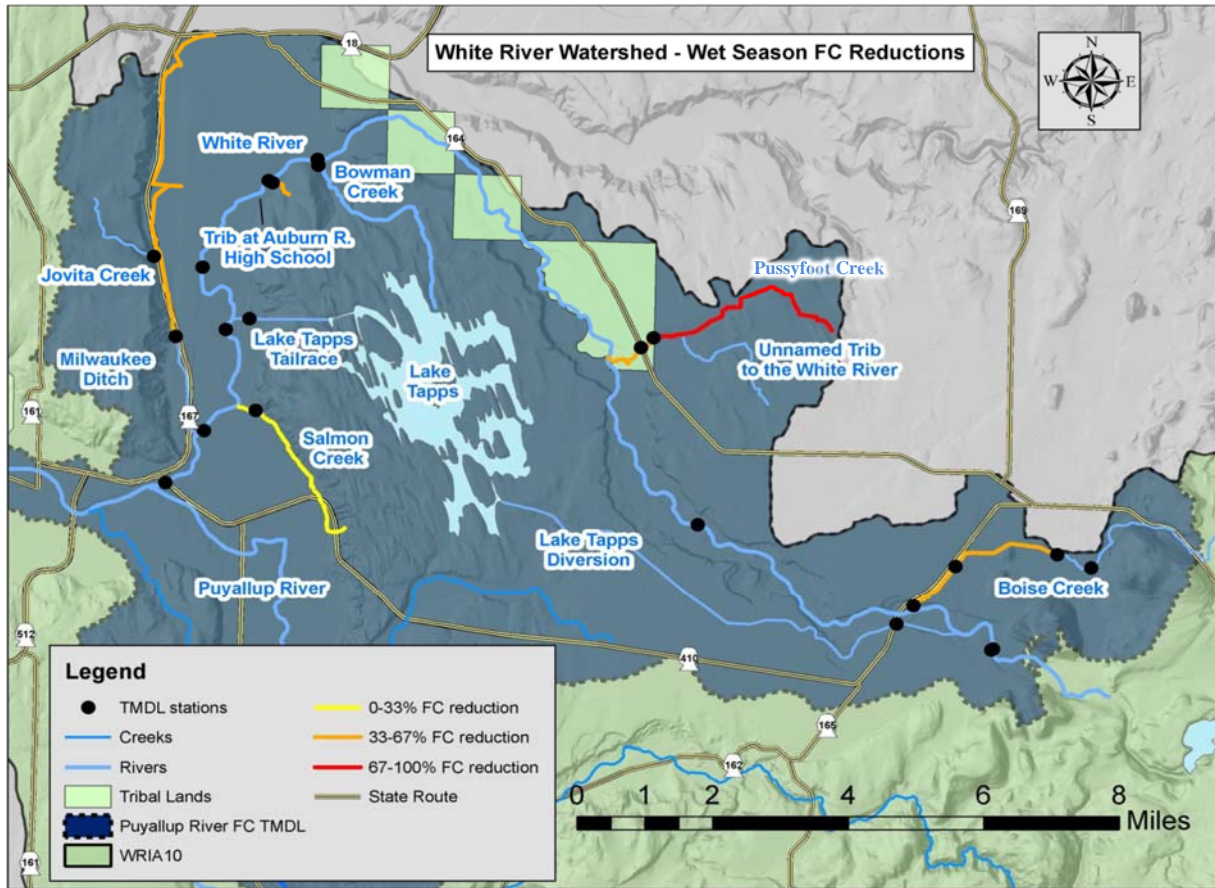 White River Watershed - Wet Season FC Reductions
N
W E
S
18
White River
164
Bowman
Creek
169
Trib at Auburn R.
High School
Jovita Creek
Pussyfoot Creek
Lake Tapps
Tailrace
Unnamed Trib
to the White River
Milwaukee
Ditch
Lake
Tapps
161
167
Salmon
Creek
Lake Tapps
Diversion
Puyallup River
Boise Creek
512
410
165
162
161
Legend
TMDL stations
Creeks
Rivers
Tribal Lands
Puyallup River FC TMDL
WRIA10
0-33% FC reduction
33-67% FC reduction
67-100% FC reduction
State Route
0 1 2 4 6 8
Miles